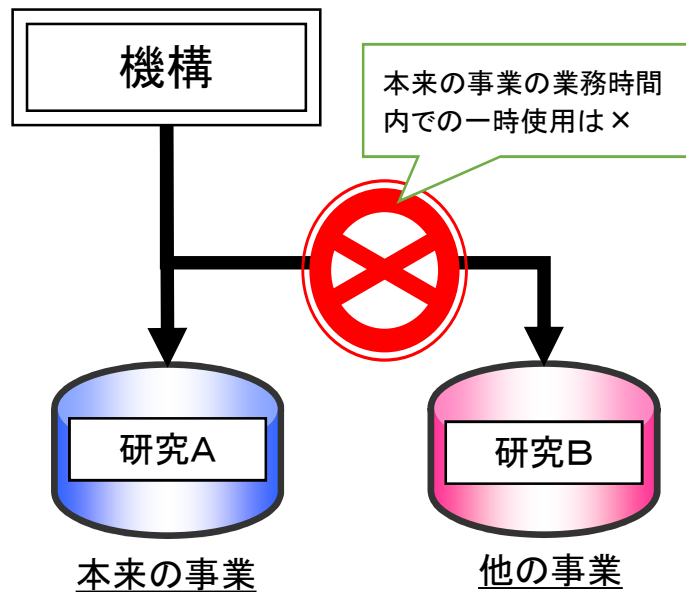 機構
本来の事業の業務時間
内での一時使用は×
研究A
研究B
本来の事業
他の事業